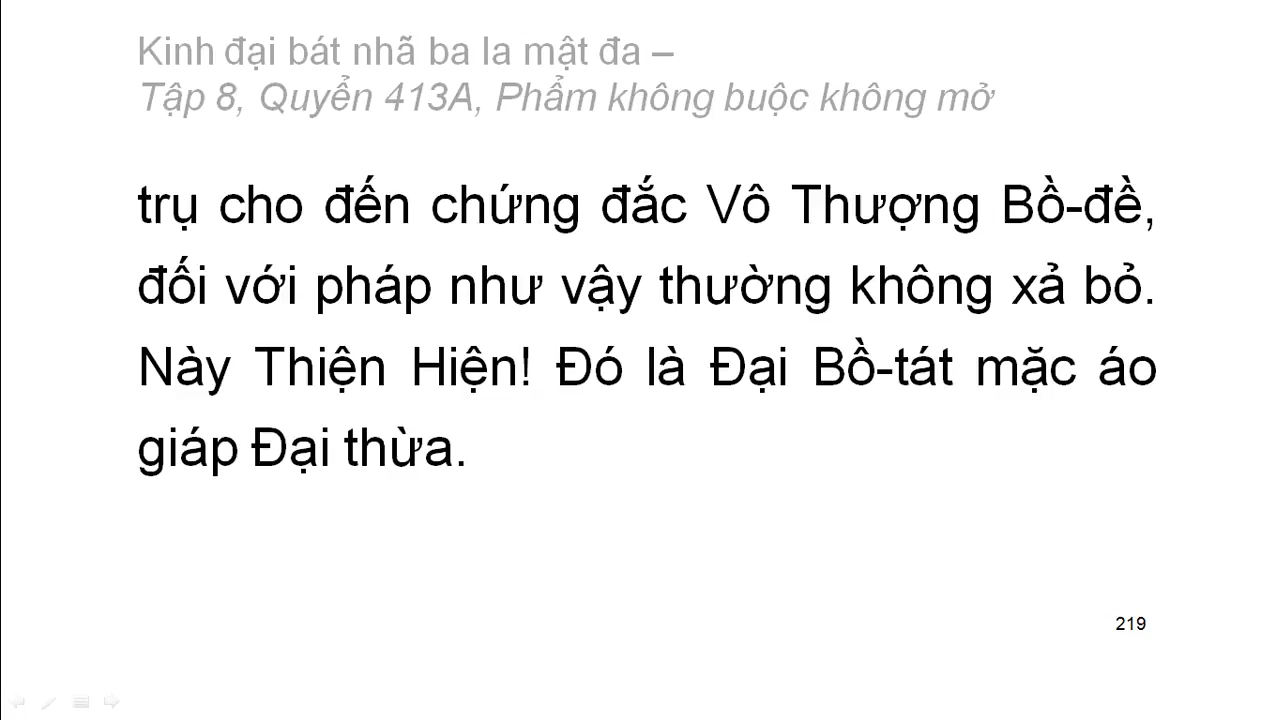 Kinh đại bát nhã ba la mật đa –
Tập 8, Quyển 413A, Phẩm không buộc không mở
trụ cho đến chứng đắc Vô Thượng Bồ-đề,
đối với pháp như vậy thường không xả bỏ.
Này Thiện Hiện! Đó là Đại Bồ-tát mặc áo
giáp Đại thừa.
219